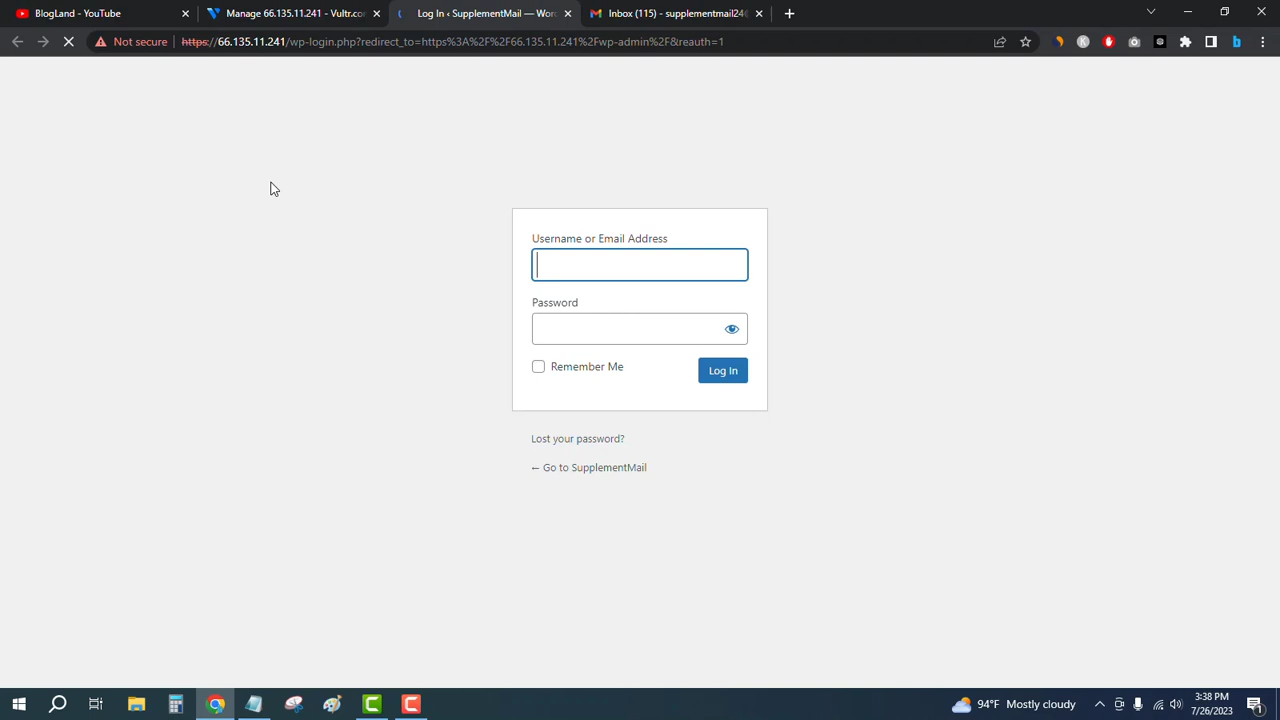 BlogLand - YouTube
Manage 66.135.11.241 - Vultr.co
Log In ‹ SupplementMail — Wor
Inbox (115) - supplementmail24
Not secure
https://66.135.11.241/wp-login.php?redirect_to=https%3A%2F%2F66.135.11.241%2Fwp-admin%2F&reauth=1
Username or Email Address
Password
Remember Me
Log In
Lost your password?
← Go to SupplementMail
94°F Mostly cloudy
3:38 PM
7/26/2023